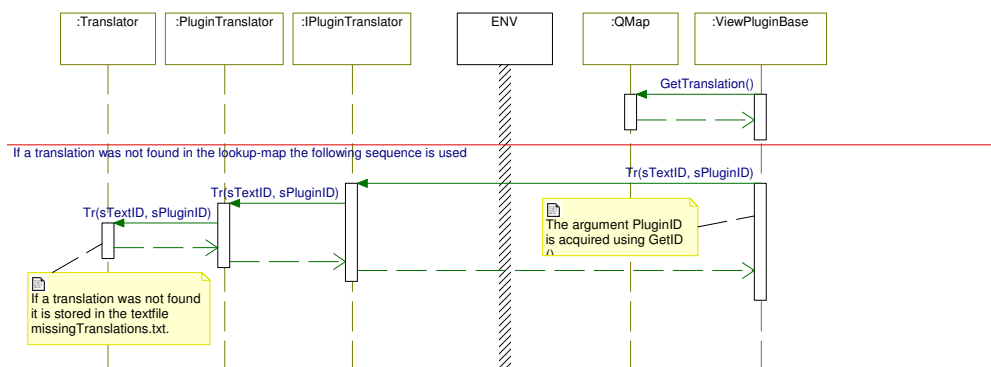 :Translator
:PluginTranslator
:IPluginTranslator
ENV
:QMap
:ViewPluginBase
GetTranslation()
If a translation was not found in the lookup-map the following sequence is used
Tr(sTextID, sPluginID)
Tr(sTextID, sPluginID)
Tr(sTextID, sPluginID)
The argument PluginID
is acquired using GetID
()
If a translation was not found
it is stored in the textfile
missingTranslations.txt.